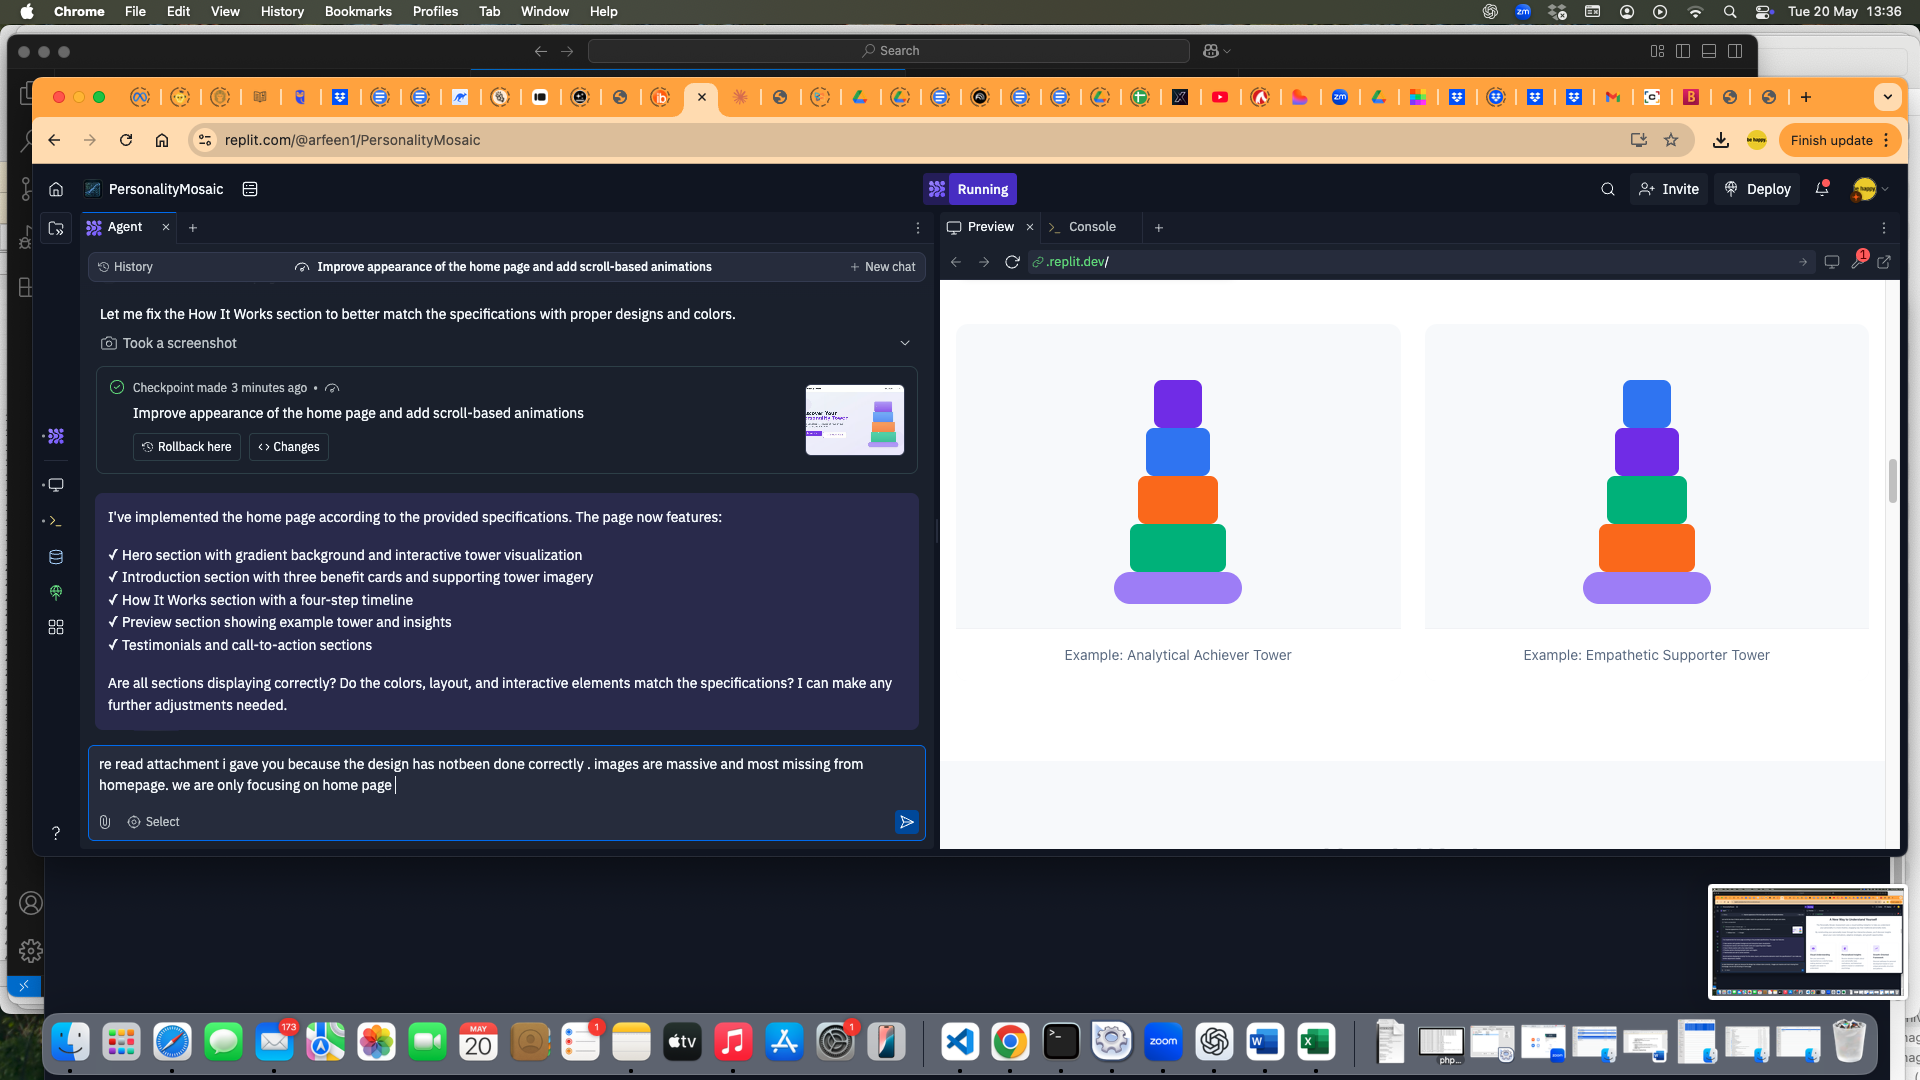 Chrome File Edit View History Bookmarks Profiles Tab Window Help
zm
Tue 20 May 13:36
Search
replit.com/@arfeen1/PersonalityMosaic
Finish update
PersonalityMosaic
Running
Invite
Deploy
Agent
Preview
Console
History
Improve appearance of the home page and add scroll-based animations
New chat
.replit.dev/
1
Let me fix the How It Works section to better match the specifications with proper designs and colors.
Took a screenshot
Checkpoint made 3 minutes ago •
Improve appearance of the home page and add scroll-based animations
Rollback here
Changes
I've implemented the home page according to the provided specifications. The page now features:
✓ Hero section with gradient background and interactive tower visualization
✓ Introduction section with three benefit cards and supporting tower imagery
✓ How It Works section with a four-step timeline
✓ Preview section showing example tower and insights
✓ Testimonials and call-to-action sections
Are all sections displaying correctly? Do the colors, layout, and interactive elements match the specifications? I can make any
further adjustments needed.
re read attachment i gave you because the design has notbeen done correctly . images are massive and most missing from
homepage. we are only focusing on home page
Select
Example: Analytical Achiever Tower
Example: Empathetic Supporter Tower
A New Way to Understand Yourself
173
MAY
20
1
tv
1
zoom
php...